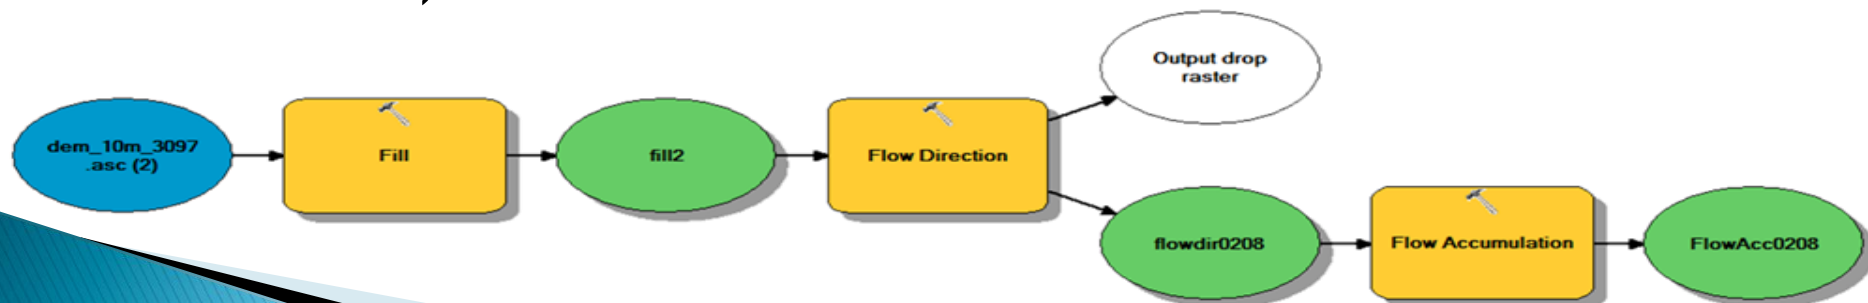 Output drop
raster
dem_10m_3097
.asc (2)
Fill
fill2
Flow Direction
flowdir0208
Flow Accumulation
FlowAcc0208